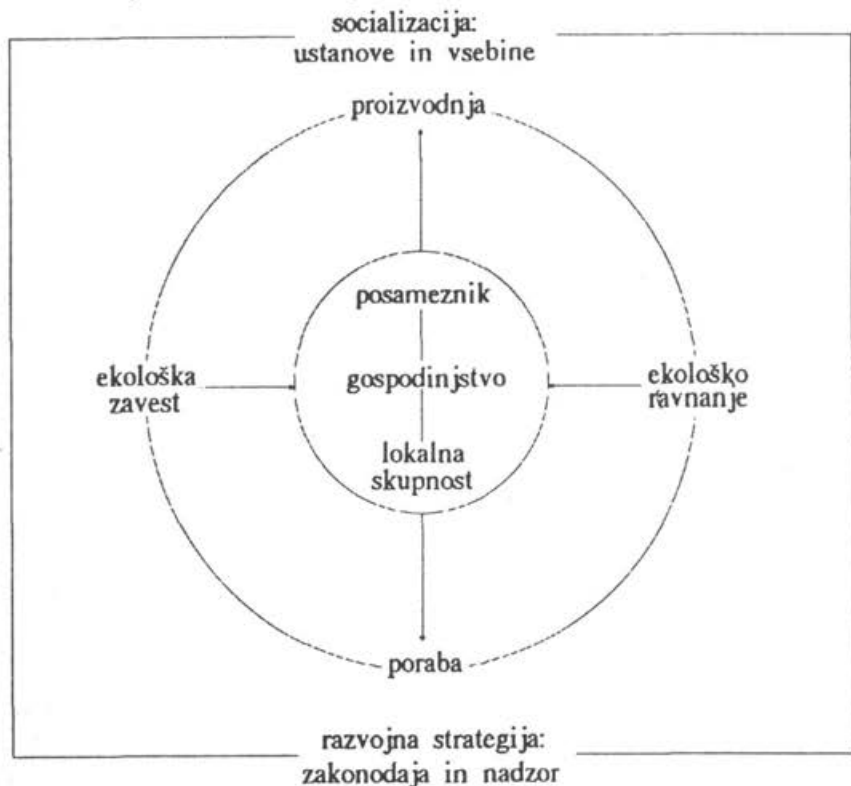 socializacija:
ustanove in vsebine
proizvodnja
posameznik
ekološka
zavest
gospodinjstvo
ekološko
ravnanje
lokalna
skupnost
poraba
razvojna strategija:
zakonodaja in nadzor